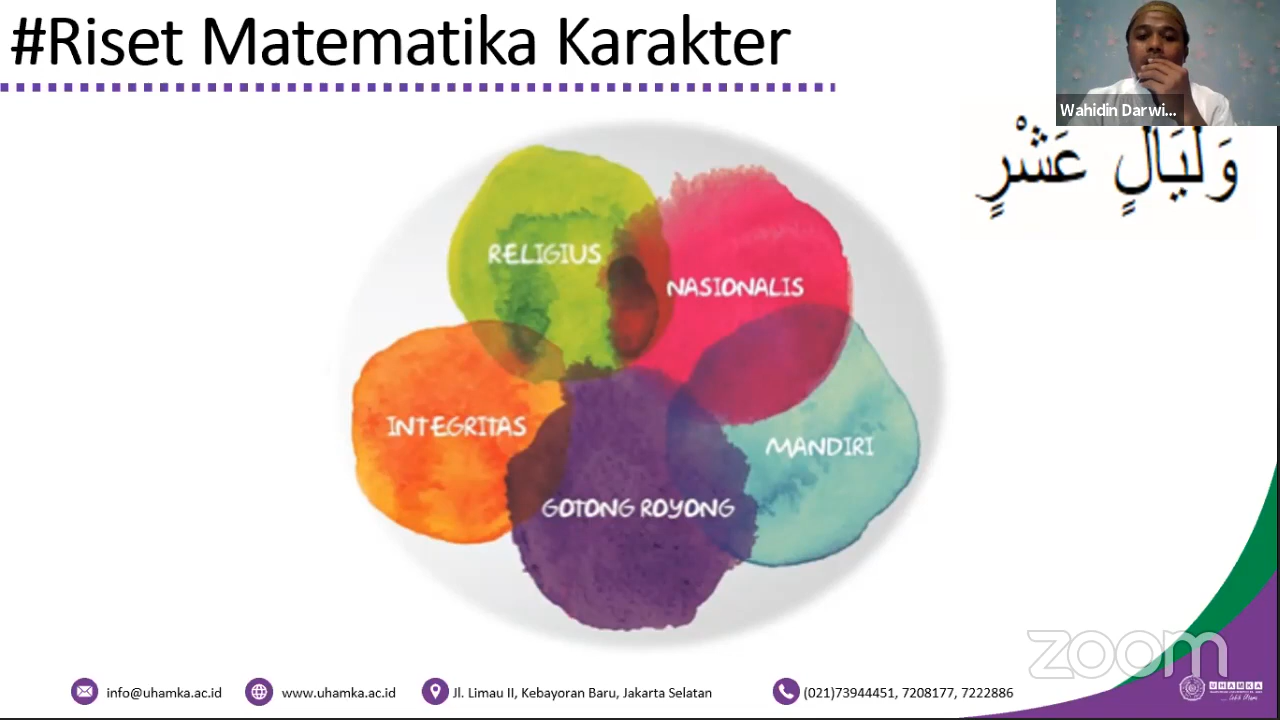 #Riset Matematika Karakter
Wahidin Darwi...
وَلَيَالٍ عَشْرٍ
RELIGIUS
NASIONALIS
INTEGRITAS
MANDIRI
GOTONG ROYONG
zoom
info@uhamka.ac.id www.uhamka.ac.id Jl. Limau II, Kebayoran Baru, Jakarta Selatan (021)73944451, 7208177, 7222886
UHAMKA